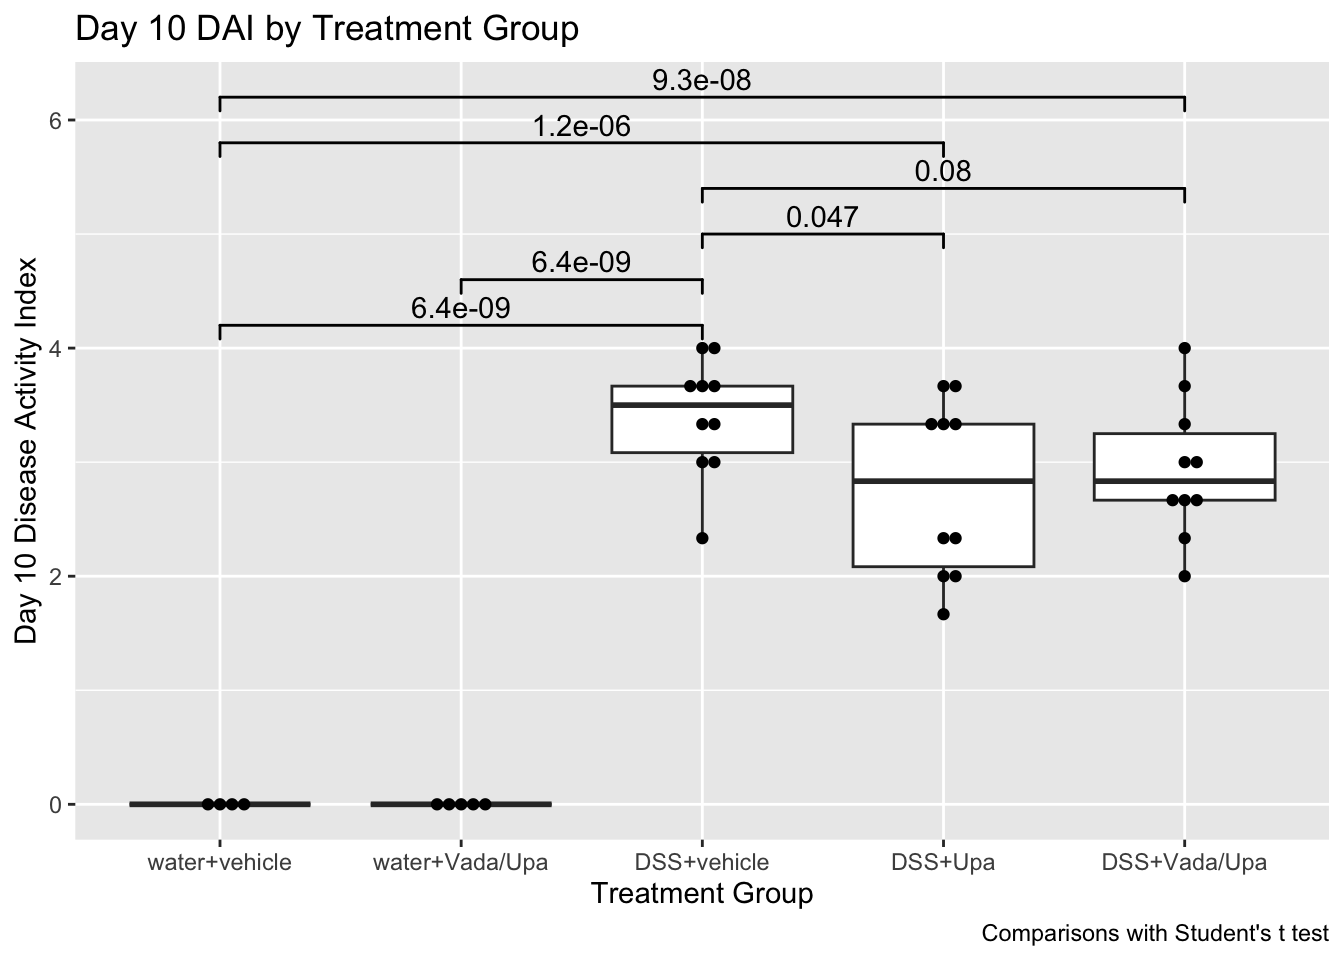 Day 10 DAI by Treatment Group
9.3e-08
1.2e-06
0.08
0.047
6.4e-09
6.4e-09
Day 10 Disease Activity Index
6
4
2
0
water+vehicle water+Vada/Upa DSS+vehicle DSS+Upa DSS+Vada/Upa
Treatment Group
Comparisons with Student's t test